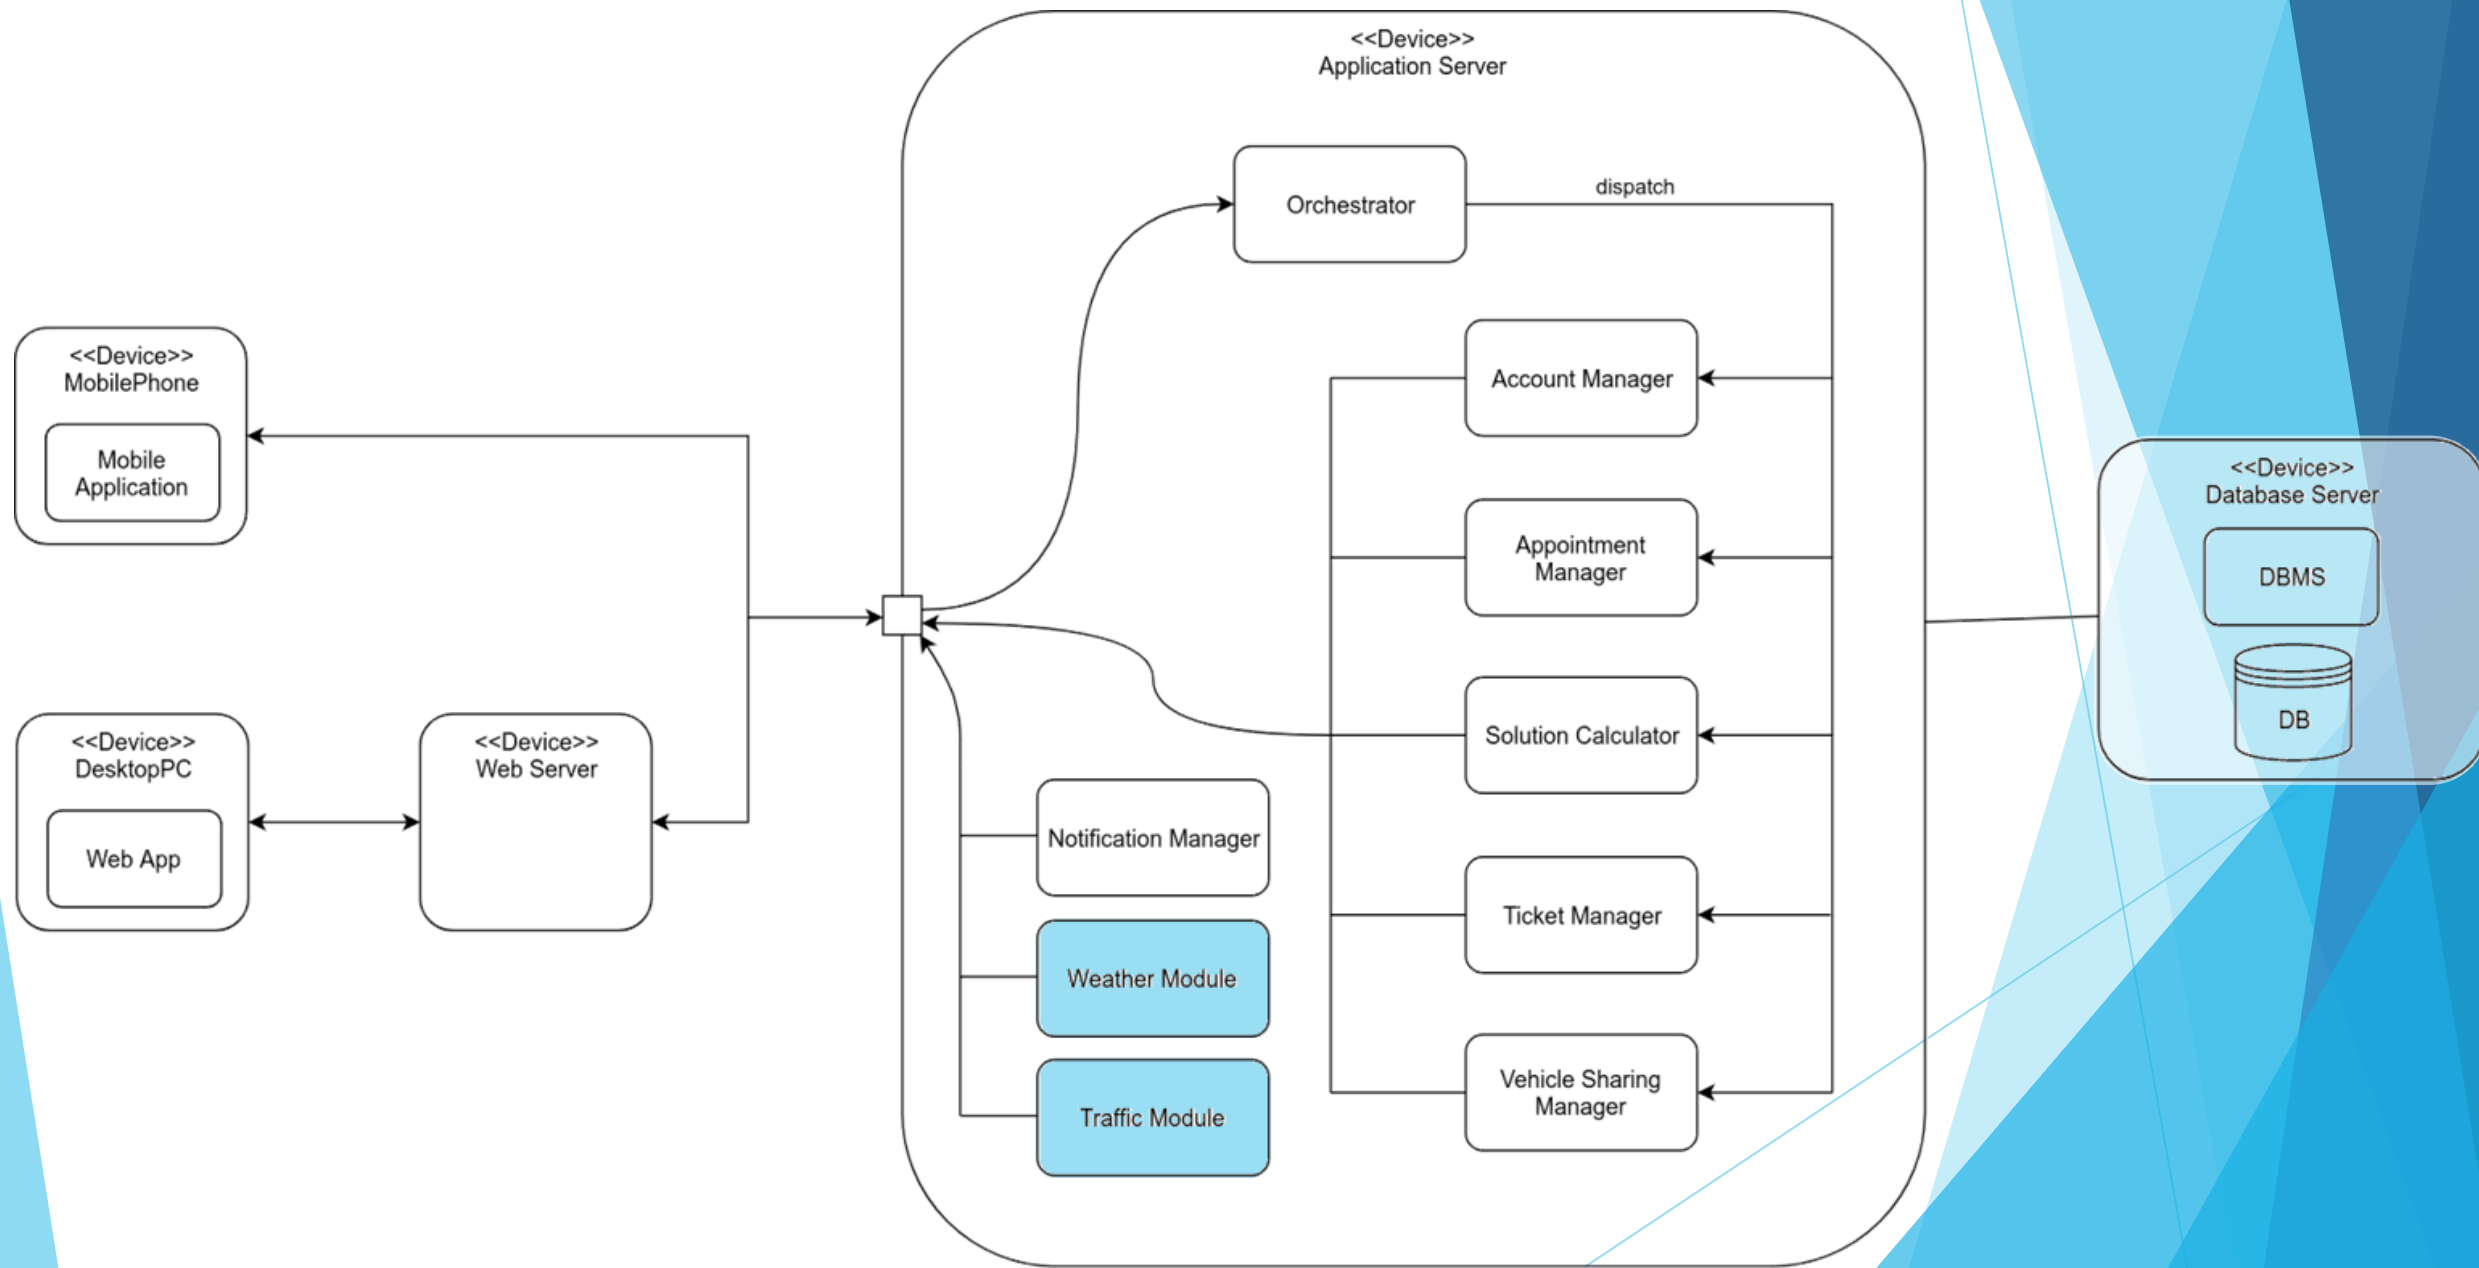 <<Device>>
Application Server
Orchestrator
dispatch
<<Device>>
MobilePhone
Mobile
Application
Account Manager
Appointment
Manager
Solution Calculator
Ticket Manager
Vehicle Sharing
Manager
<<Device>>
DesktopPC
Web App
<<Device>>
Web Server
Notification Manager
Weather Module
Traffic Module
<<Device>>
Database Server
DBMS
DB